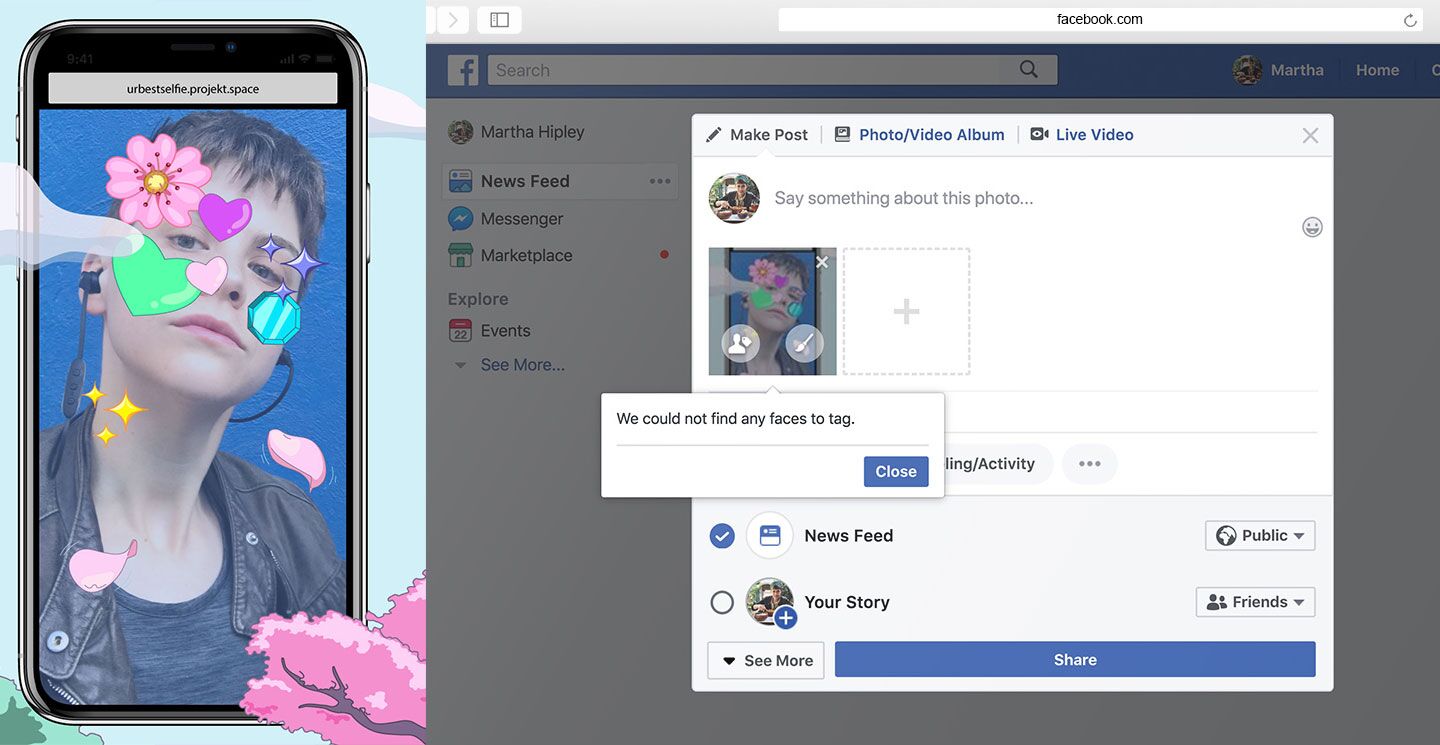 9:41
urbestselfie.projekt.space
facebook.com
Search
Martha
Home
Martha Hipley
News Feed
Messenger
Marketplace
Explore
22
Events
See More...
Make Post
Photo/Video Album
Live Video
Say something about this photo...
We could not find any faces to tag.
Close
ling/Activity
News Feed
Public
Your Story
Friends
See More
Share